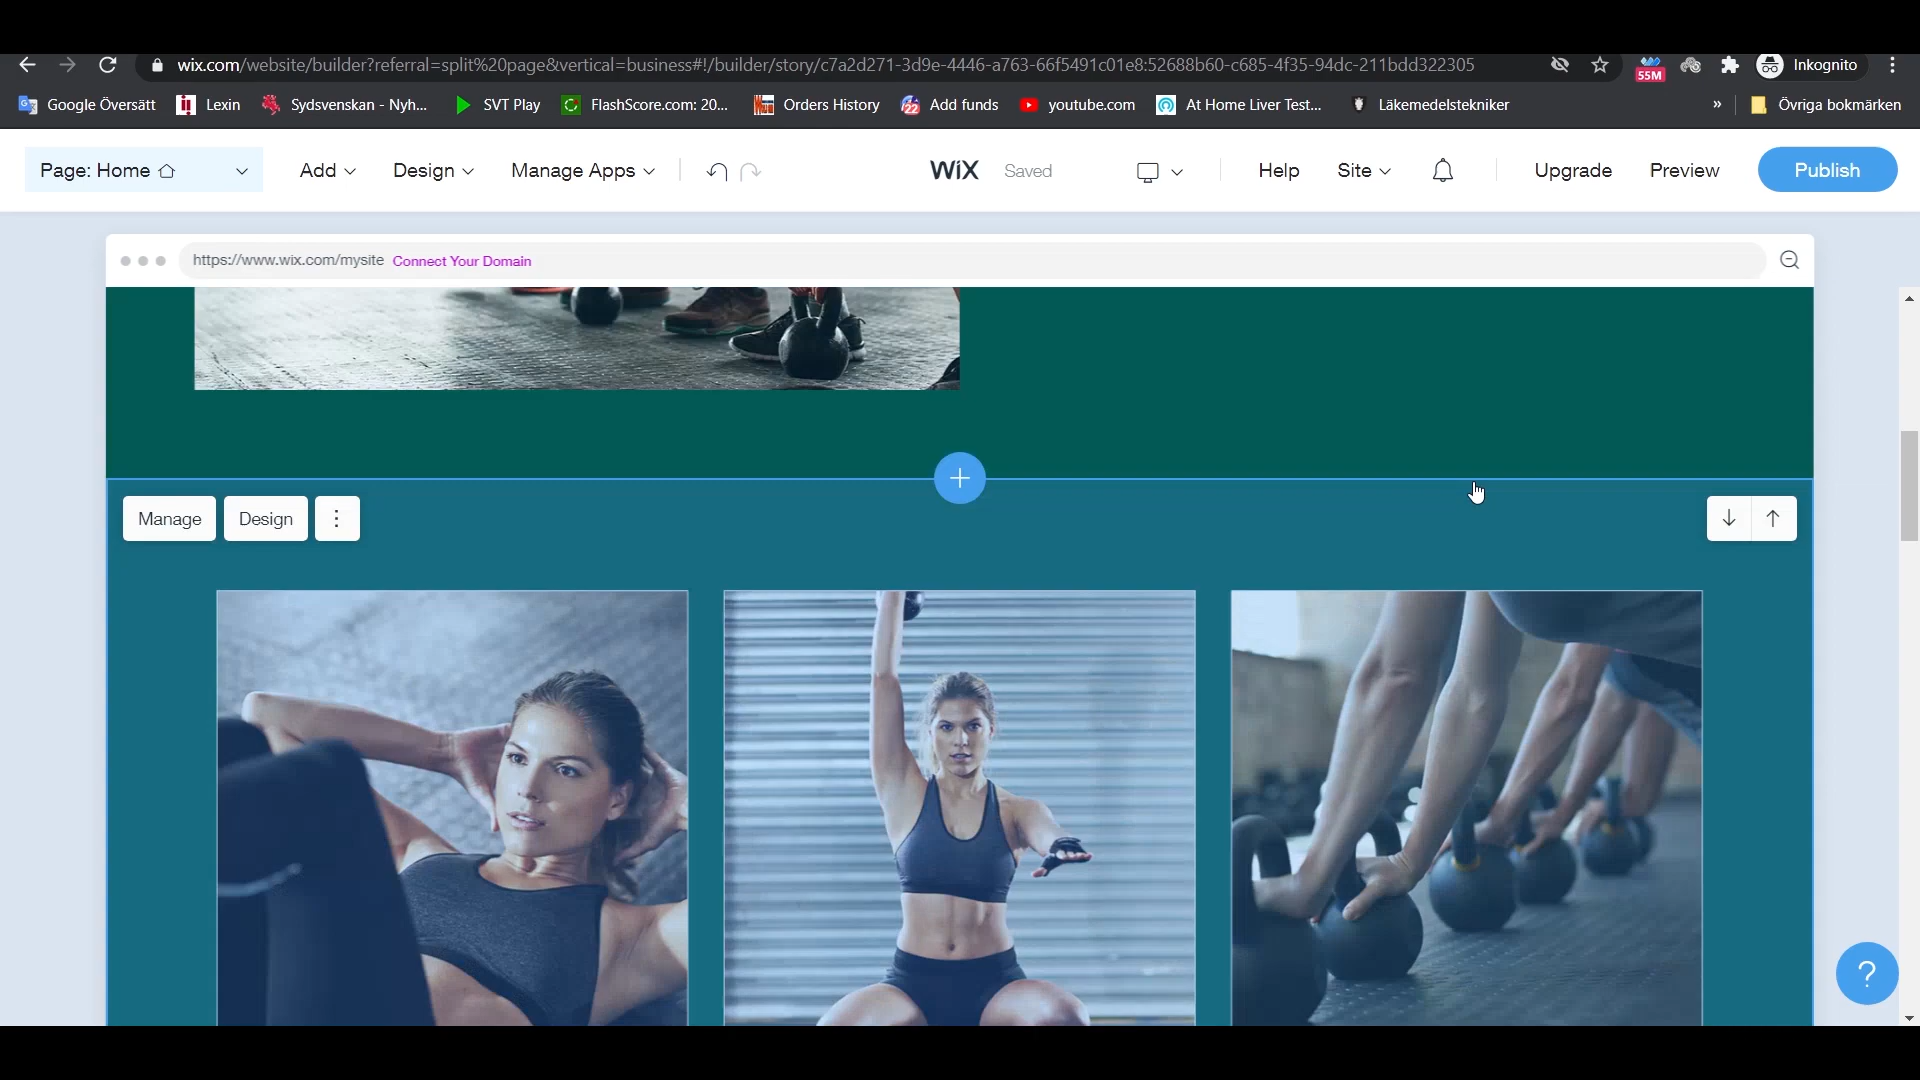 wix.com/website/builder?referral=split%20page&vertical=business#!/builder/story/c7a2d271-3d9e-4446-a763-66f5491c01e8:52688b60-c685-4f35-94dc-211bdd322305
55M
Inkognito
Google Översätt
Lexin
Sydsvenskan - Nyh...
SVT Play
FlashScore.com: 20...
Orders History
Add funds
youtube.com
At Home Liver Test...
Läkemedelstekniker
»
Övriga bokmärken
Page: Home
Add
Design
Manage Apps
WiX
Saved
Help
Site
Upgrade
Preview
Publish
https://www.wix.com/mysite Connect Your Domain
Manage
Design
?